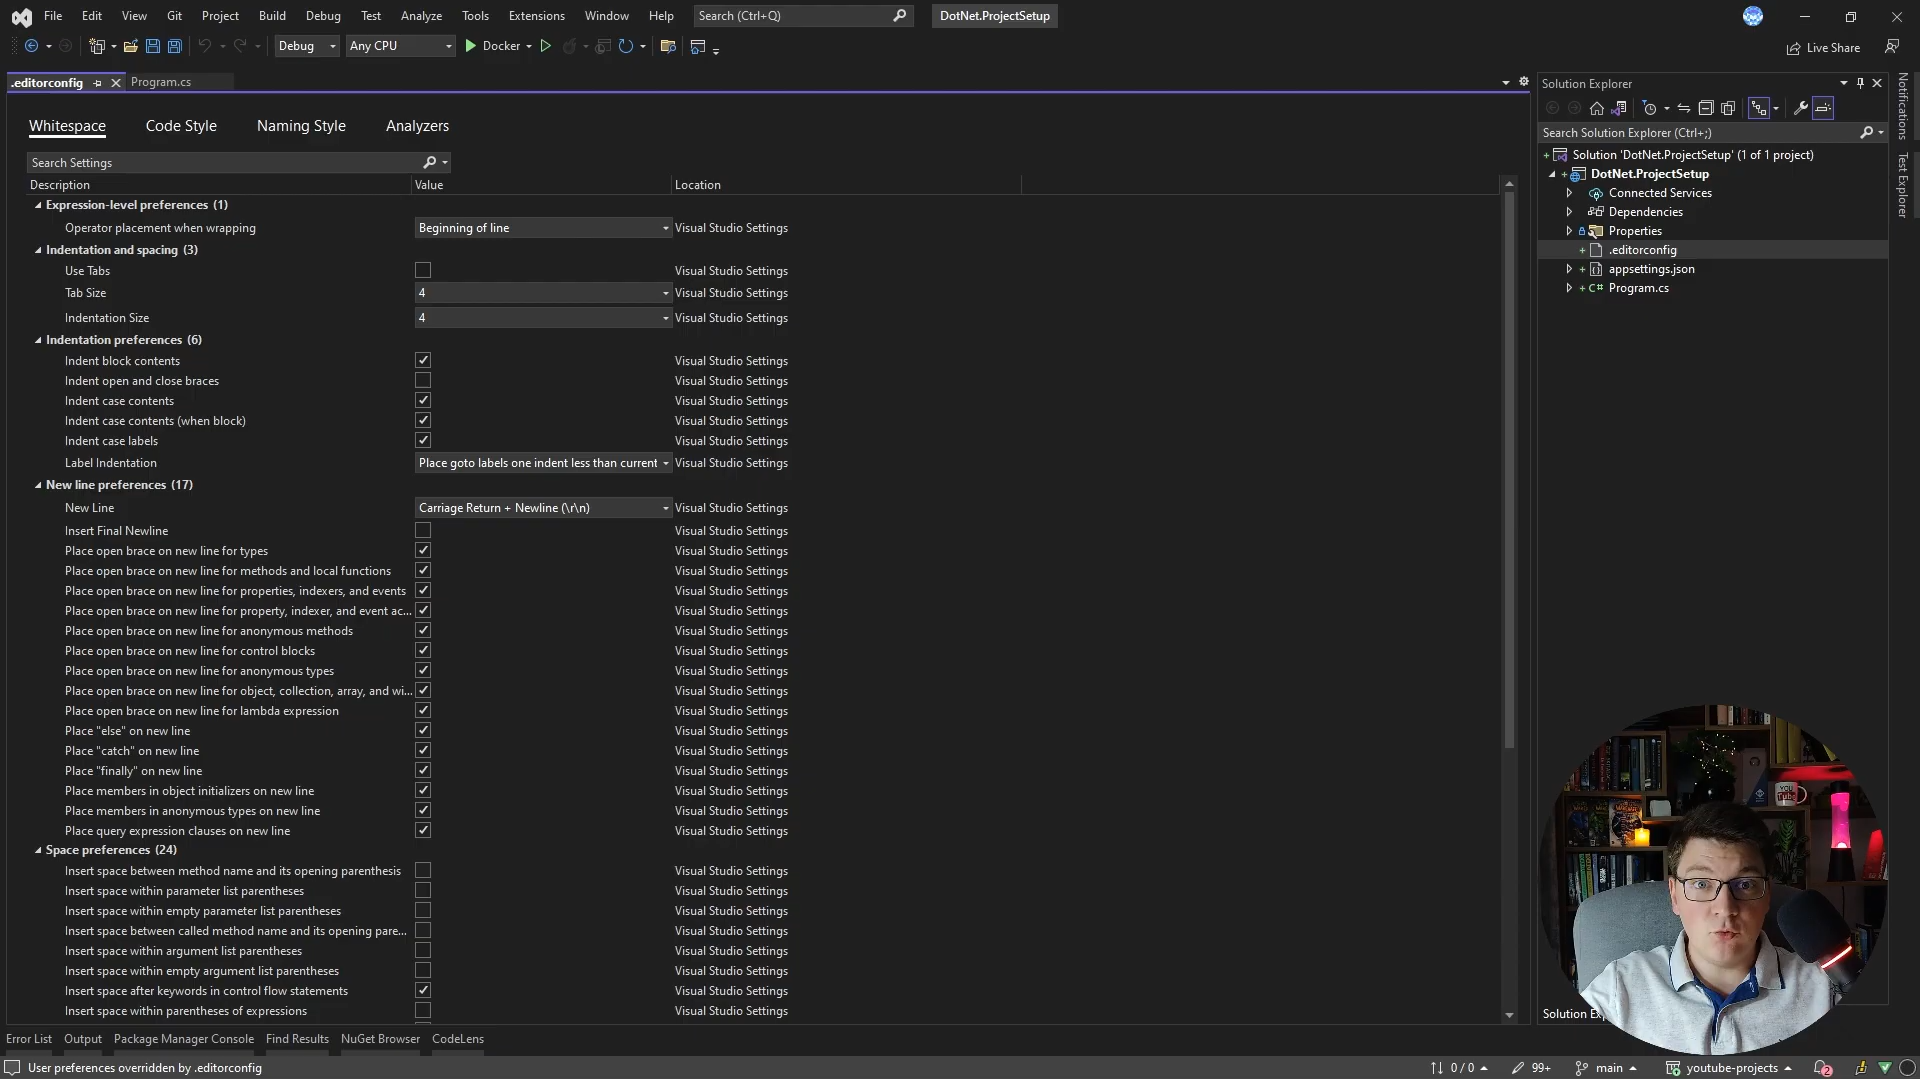 File Edit View Git Project Build Debug Test Analyze Tools Extensions Window Help Search (Ctrl+Q) DotNet.ProjectSetup
Debug Any CPU Docker Live Share
.editorconfig Program.cs
Whitespace Code Style Naming Style Analyzers
Search Settings
Description Value Location
Expression-level preferences (1)
Operator placement when wrapping Beginning of line Visual Studio Settings
Indentation and spacing (3)
Use Tabs Visual Studio Settings
Tab Size 4 Visual Studio Settings
Indentation Size 4 Visual Studio Settings
Indentation preferences (6)
Indent block contents Visual Studio Settings
Indent open and close braces Visual Studio Settings
Indent case contents Visual Studio Settings
Indent case contents (when block) Visual Studio Settings
Indent case labels Visual Studio Settings
Label Indentation Place goto labels one indent less than current Visual Studio Settings
New line preferences (17)
New Line Carriage Return + Newline (\r\n) Visual Studio Settings
Insert Final Newline Visual Studio Settings
Place open brace on new line for types Visual Studio Settings
Place open brace on new line for methods and local functions Visual Studio Settings
Place open brace on new line for properties, indexers, and events Visual Studio Settings
Place open brace on new line for property, indexer, and event ac... Visual Studio Settings
Place open brace on new line for anonymous methods Visual Studio Settings
Place open brace on new line for control blocks Visual Studio Settings
Place open brace on new line for anonymous types Visual Studio Settings
Place open brace on new line for object, collection, array, and wi... Visual Studio Settings
Place open brace on new line for lambda expression Visual Studio Settings
Place "else" on new line Visual Studio Settings
Place "catch" on new line Visual Studio Settings
Place "finally" on new line Visual Studio Settings
Place members in object initializers on new line Visual Studio Settings
Place members in anonymous types on new line Visual Studio Settings
Place query expression clauses on new line Visual Studio Settings
Space preferences (24)
Insert space between method name and its opening parenthesis Visual Studio Settings
Insert space within parameter list parentheses Visual Studio Settings
Insert space within empty parameter list parentheses Visual Studio Settings
Insert space between called method name and its opening pare... Visual Studio Settings
Insert space within argument list parentheses Visual Studio Settings
Insert space within empty argument list parentheses Visual Studio Settings
Insert space after keywords in control flow statements Visual Studio Settings
Insert space within parentheses of expressions Visual Studio Settings
Solution Explorer
Search Solution Explorer (Ctrl+;)
Solution 'DotNet.ProjectSetup' (1 of 1 project)
DotNet.ProjectSetup
Connected Services
Dependencies
Properties
.editorconfig
appsettings.json
C# Program.cs
Notifications
Test Explorer
You
Tube
Solution Ex
Error List Output Package Manager Console Find Results NuGet Browser CodeLens
User preferences overridden by .editorconfig 0 / 0 99+ main youtube-projects 2